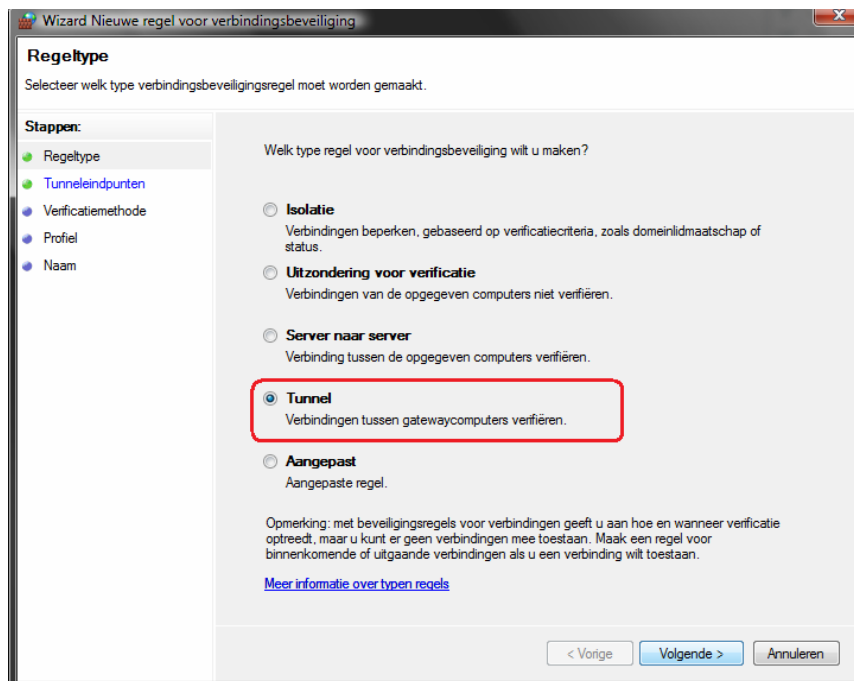 Wizard Nieuwe regel voor verbindingsbeveiliging
Regeltype
Selecteer welk type verbindingsbeveiligingsregel moet worden gemaakt.
Stappen:
Regeltype
Tunneleindpunten
Verificatiemethode
Profiel
Naam
Welk type regel voor verbindingsbeveiliging wilt u maken?
Isolatie
Verbindingen beperken, gebaseerd op verificatiecriteria, zoals domeinlidmaatschap of
status.
Uitzondering voor verificatie
Verbindingen van de opgegeven computers niet verifiëren.
Server naar server
Verbinding tussen de opgegeven computers verifiëren.
Tunnel
Verbindingen tussen gatewaycomputers verifiëren.
Aangepast
Aangepaste regel.
Opmerking: met beveiligingsregels voor verbindingen geeft u aan hoe en wanneer verificatie
optreedt, maar u kunt er geen verbindingen mee toestaan. Maak een regel voor
binnenkomende of uitgaande verbindingen als u een verbinding wilt toestaan.
Meer informatie over typen regels
< Vorige
Volgende >
Annuleren